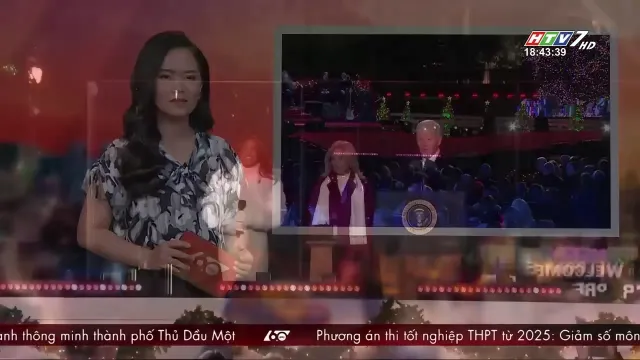 HTV7 HD
18:43:39
WELCOME
anh thông minh thành phố Thủ Dầu Một 60 Phương án thi tốt nghiệp THPT từ 2025: Giảm số môn